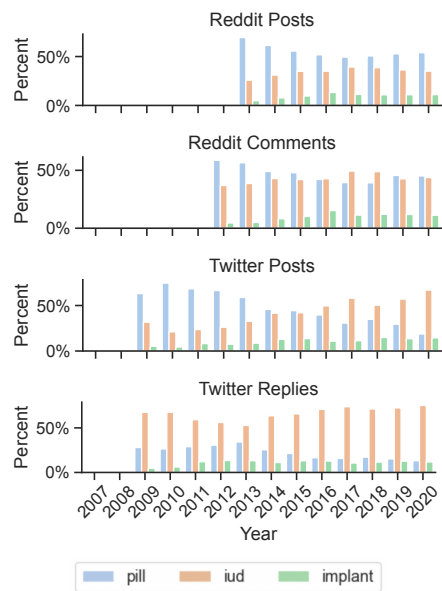 Reddit Posts
Percent
50%
0%
Reddit Comments
Percent
50%
0%
Twitter Posts
Percent
50%
0%
Twitter Replies
Percent
50%
0%
2007 2008 2009 2010 2011 2012 2013 2014 2015 2016 2017 2018 2019 2020
Year
pill iud implant